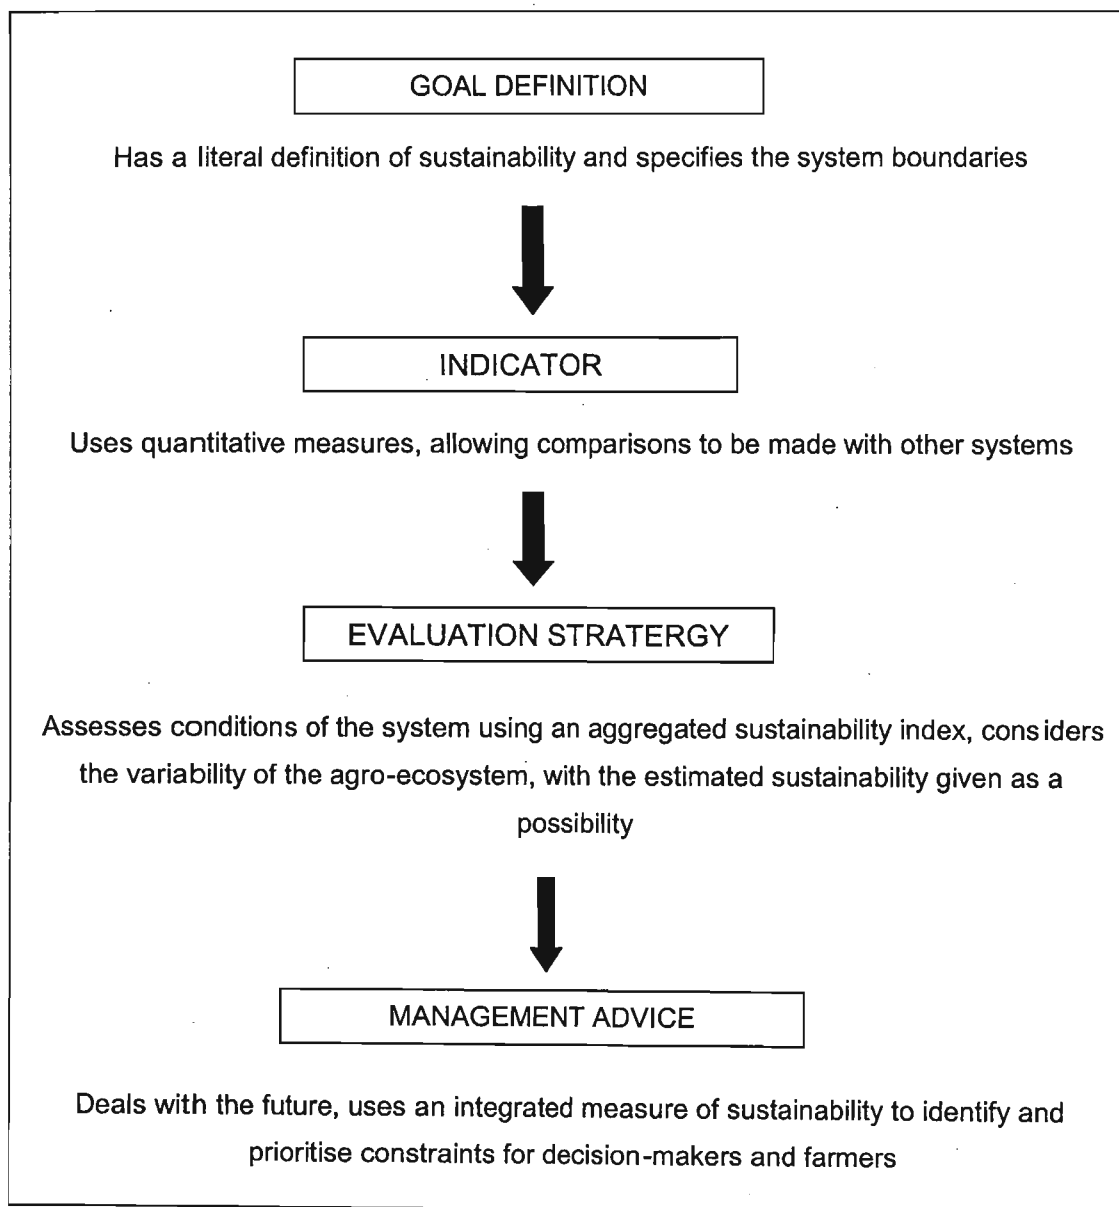 GOAL DEFINITION
Has a literal definition of sustainability and specifies the system boundaries
INDICATOR
Uses quantitative measures, allowing comparisons to be made with other systems
EVALUATION STRATERGY
Assesses conditions of the system using an aggregated sustainability index, considers
the variability of the agro-ecosystem, with the estimated sustainability given as a
possibility
MANAGEMENT ADVICE
Deals with the future, uses an integrated measure of sustainability to identify and
prioritise constraints for decision-makers and farmers